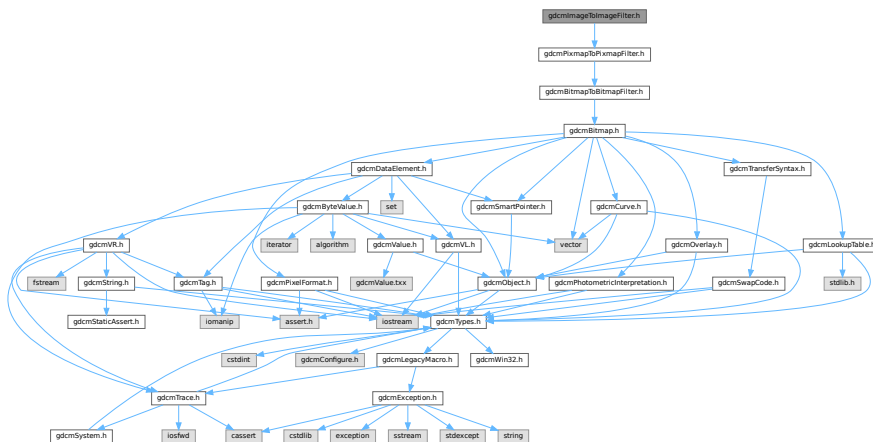 gdcmImageToImageFilter.h
gdcmPixmapToPixmapFilter.h
gdcmBitmapToBitmapFilter.h
gdcmBitmap.h
gdcmDataElement.h
gdcmTransferSyntax.h
gdcmByteValue.h
set
gdcmSmartPointer.h
gdcmCurve.h
gdcmVR.h
iterator
algorithm
gdcmValue.h
gdcmVL.h
vector
gdcmOverlay.h
gdcmLookupTable.h
fstream
gdcmString.h
gdcmTag.h
gdcmPixelFormat.h
gdcmValue.txx
gdcmObject.h
gdcmPhotometricInterpretation.h
gdcmSwapCode.h
stdlib.h
gdcmStaticAssert.h
iomanip
assert.h
iostream
gdcmTypes.h
cstdint
gdcmConfigure.h
gdcmLegacyMacro.h
gdcmWin32.h
gdcmTrace.h
gdcmException.h
gdcmSystem.h
iosfwd
cassert
cstdlib
exception
sstream
stdexcept
string